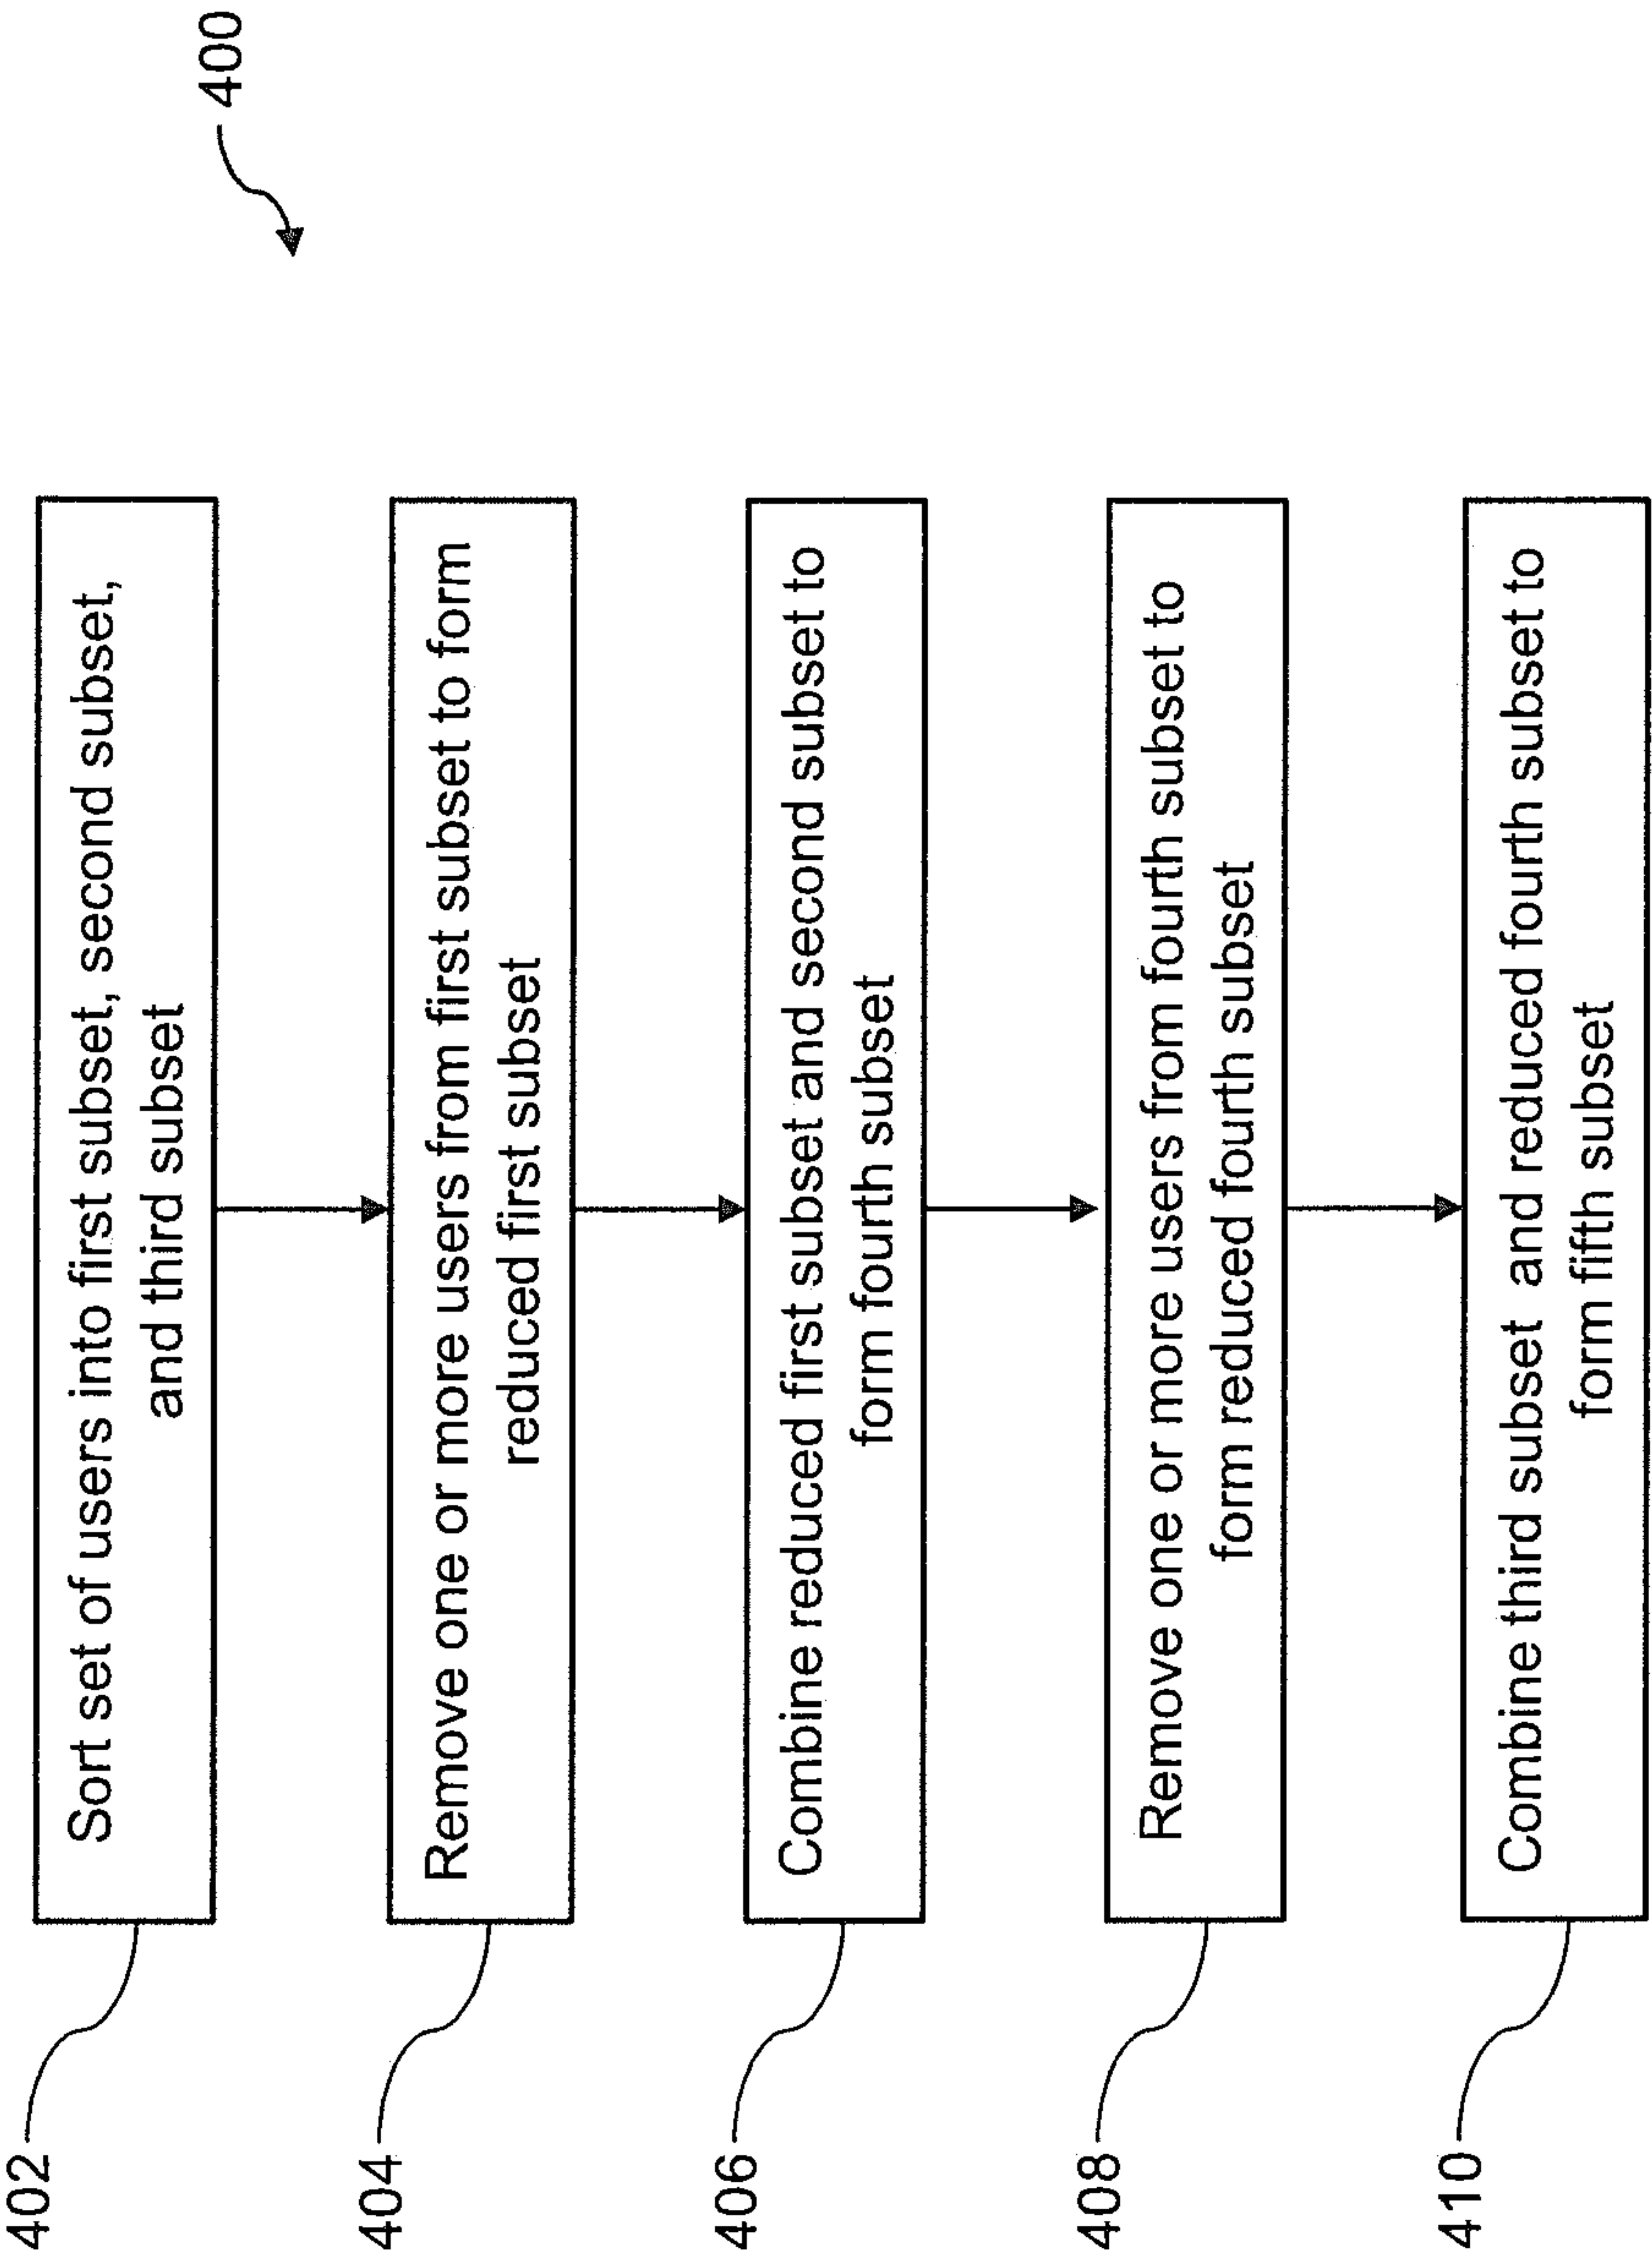 400
402
Sort set of users into first subset, second subset,
and third subset
404
Remove one or more users from first subset to form
reduced first subset
406
Combine reduced first subset and second subset to
form fourth subset
408
Remove one or more users from fourth subset to
form reduced fourth subset
410
Combine third subset and reduced fourth subset to
form fifth subset